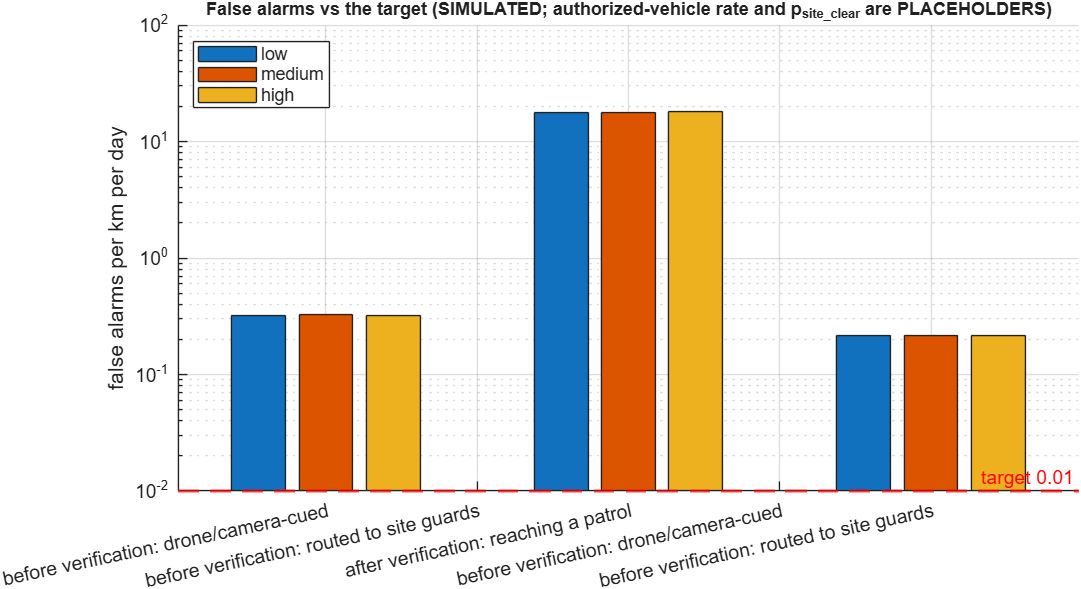 False alarms vs the target (SIMULATED; authorized-vehicle rate and p_site_clear are PLACEHOLDERS)
low
medium
high
false alarms per km per day
10^2
10^1
10^0
10^-1
10^-2
target 0.01
before verification: drone/camera-cued
before verification: routed to site guards
after verification: reaching a patrol
before verification: drone/camera-cued
before verification: routed to site guards